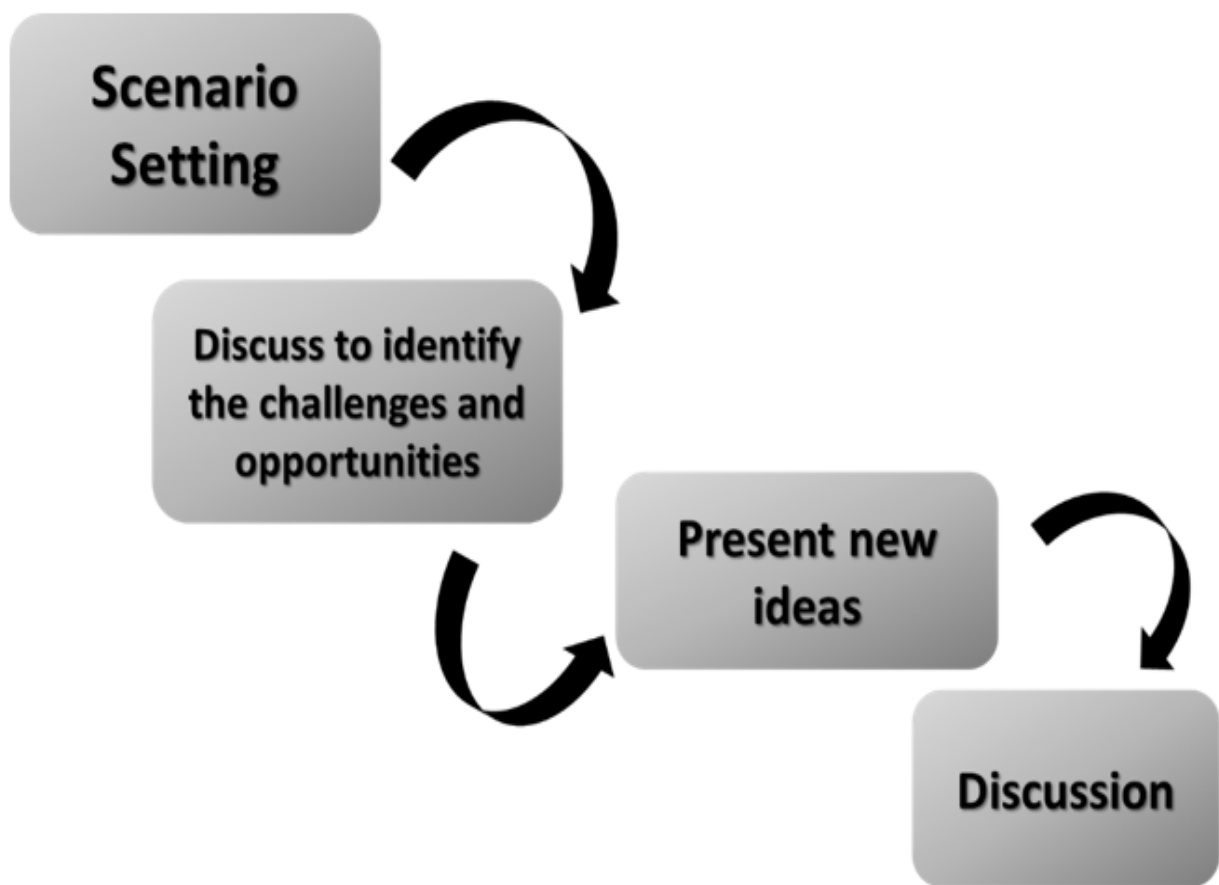 Scenario
Setting
Discuss to identify
the challenges and
opportunities
Present new
ideas
Discussion